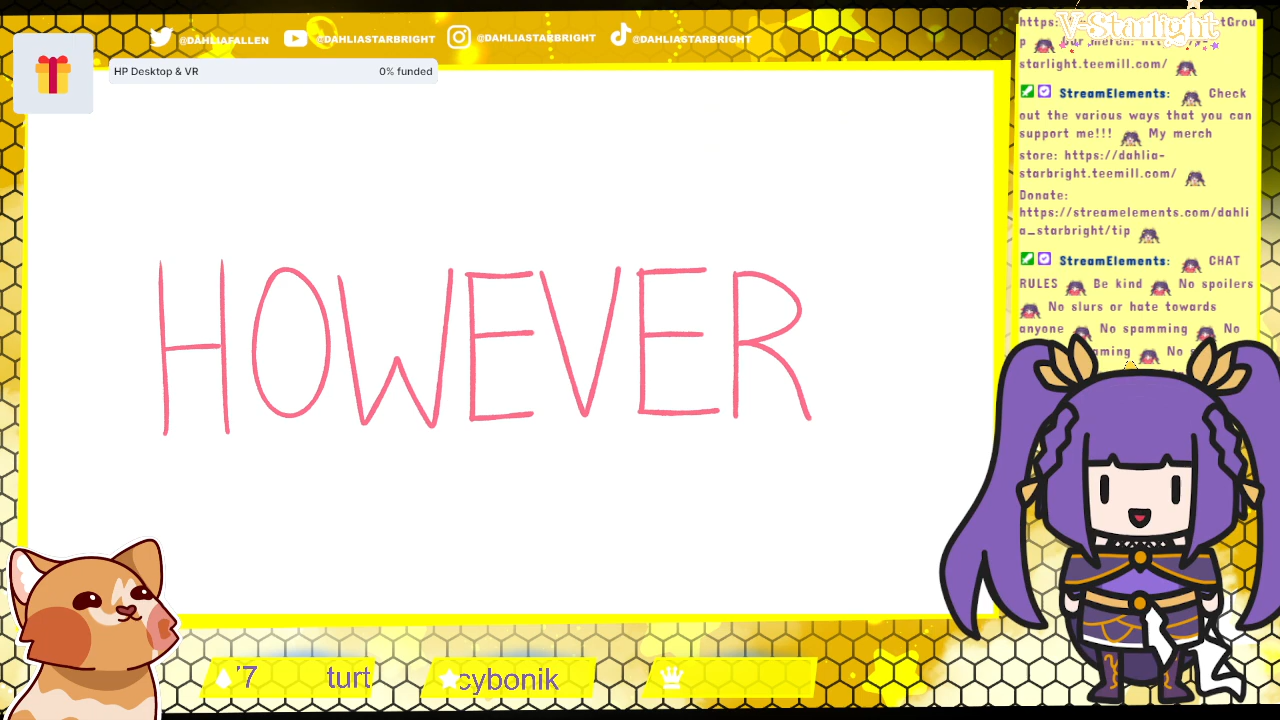 @DAHLIAFALLEN
@DAHLIASTARBRIGHT
@DAHLIASTARBRIGHT
@DAHLIASTARBRIGHT
HP Desktop & VR
0% funded
HOWEVER
V-Starlight
https:
starlight.teemill.com/
StreamElements: Check
out the various ways that you can
support me!!! My merch
store: https://dahlia-
starbright.teemill.com/
Donate:
https://streamelements.com/dahli
a_starbright/tip
StreamElements: CHAT
RULES Be kind No spoilers
No slurs or hate towards
anyone No spamming No
turt
cybonik